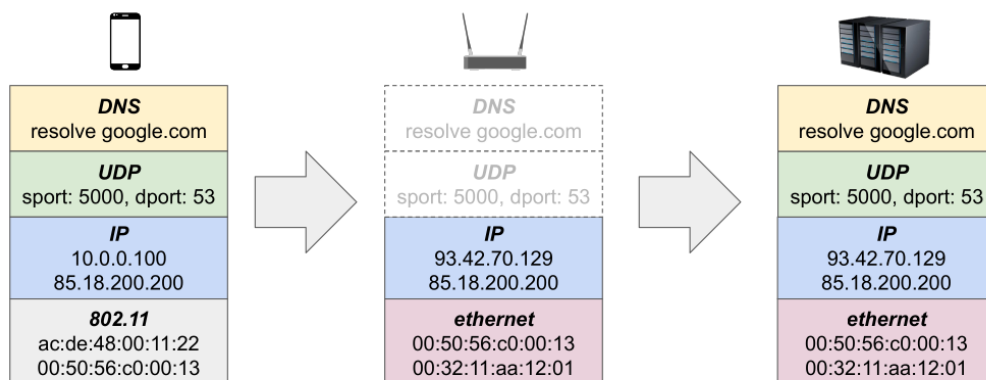 DNS
resolve google.com
UDP
sport: 5000, dport: 53
IP
10.0.0.100
85.18.200.200
802.11
ac:de:48:00:11:22
00:50:56:c0:00:13
DNS
resolve google.com
UDP
sport: 5000, dport: 53
IP
93.42.70.129
85.18.200.200
ethernet
00:50:56:c0:00:13
00:32:11:aa:12:01
DNS
resolve google.com
UDP
sport: 5000, dport: 53
IP
93.42.70.129
85.18.200.200
ethernet
00:50:56:c0:00:13
00:32:11:aa:12:01